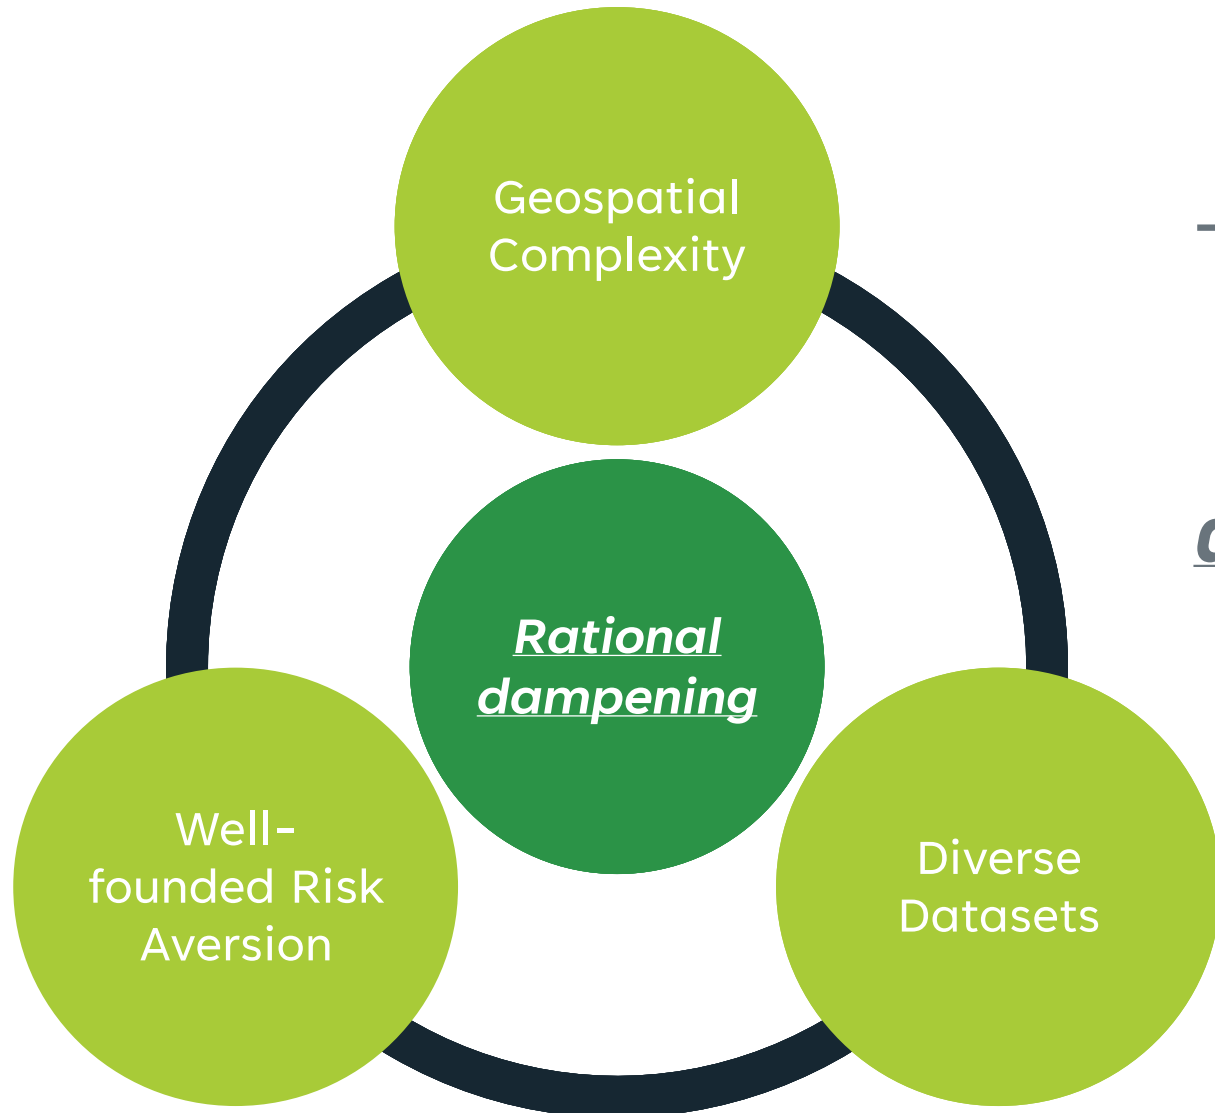 Geospatial
Complexity
Rational
dampening
Well-
founded Risk
Aversion
Diverse
Datasets